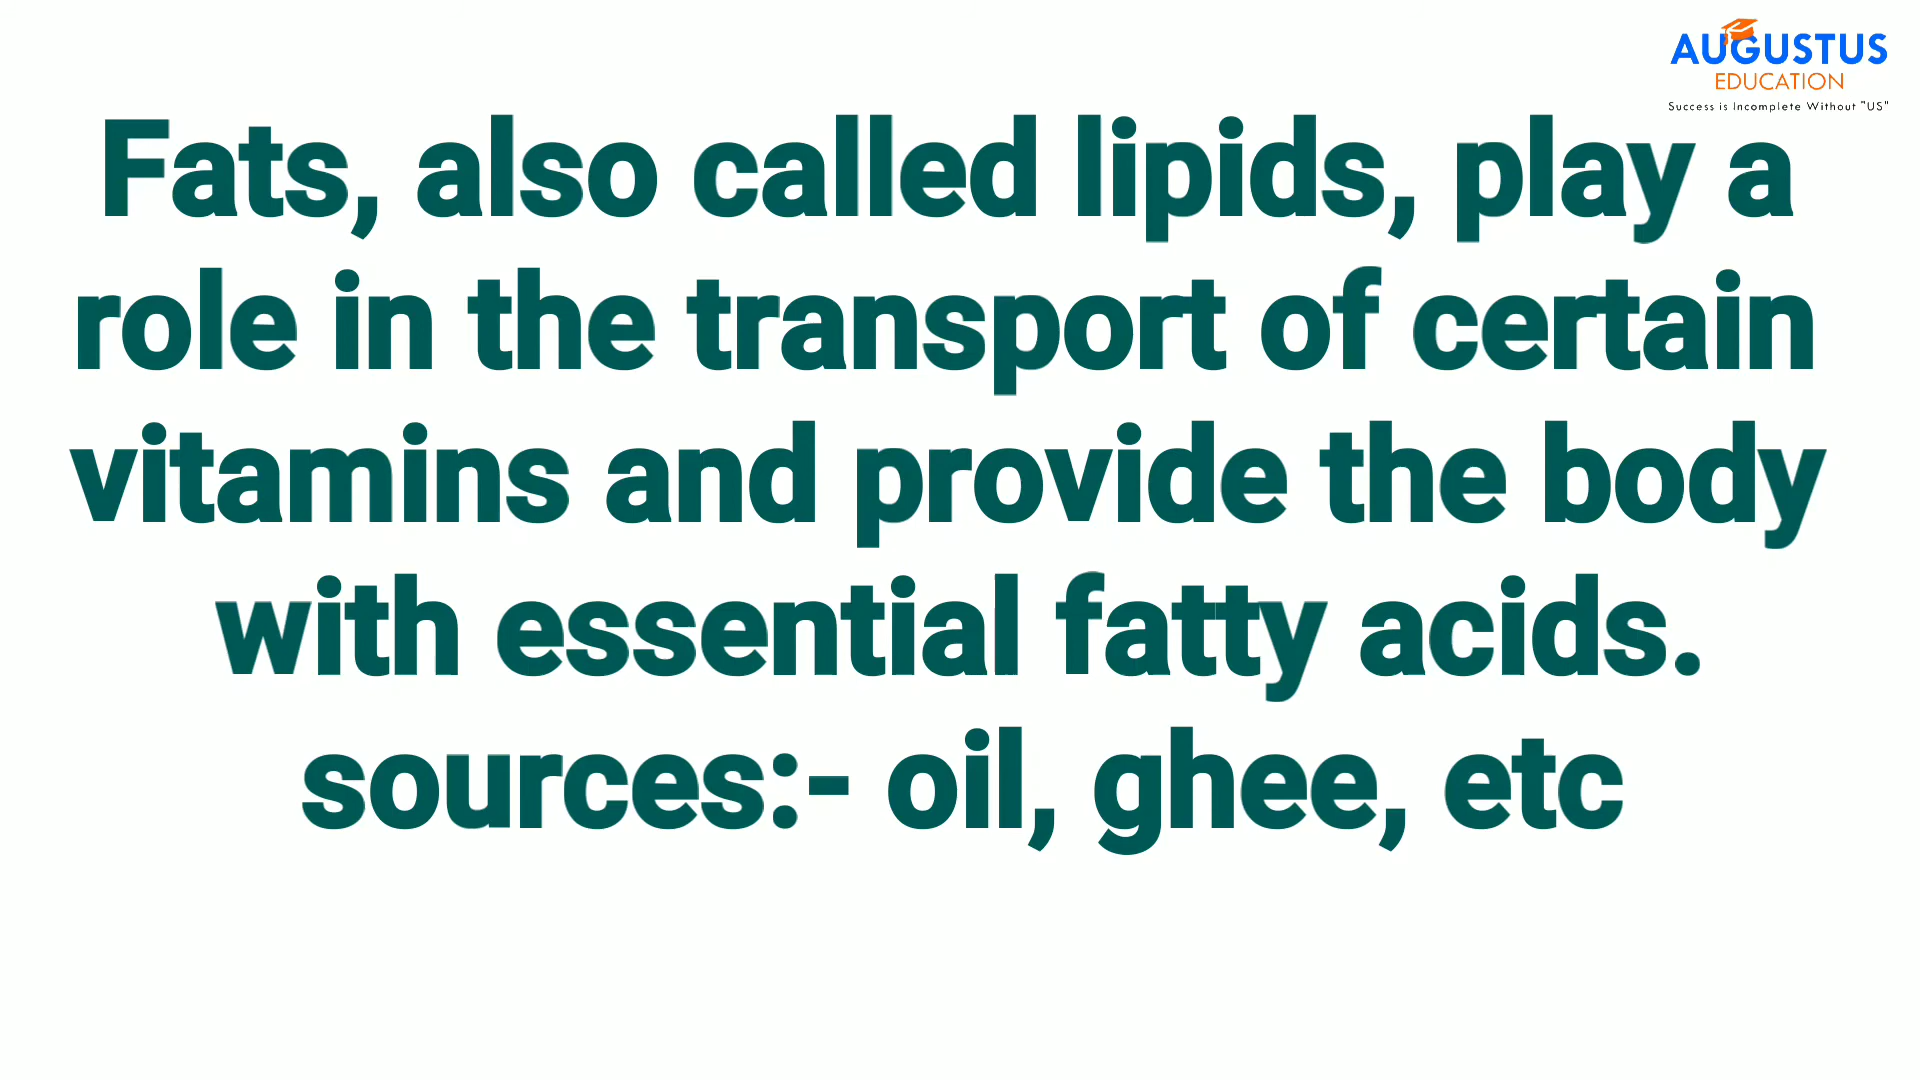 AUGUSTUS
EDUCATION
Success is Incomplete Without "US"
Fats, also called lipids, play a
role in the transport of certain
vitamins and provide the body
with essential fatty acids.
sources:- oil, ghee, etc